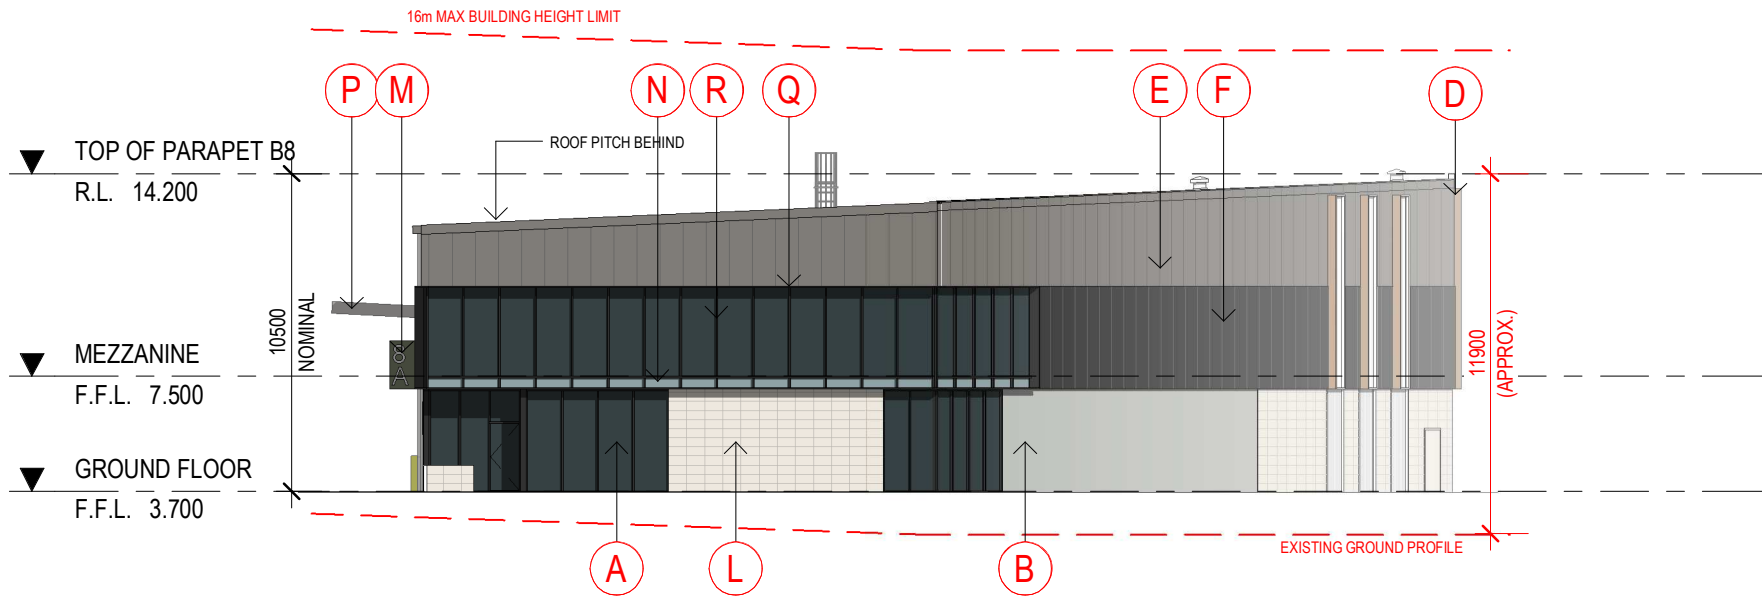 16m MAX BUILDING HEIGHT LIMIT
P M N R Q E F D
ROOF PITCH BEHIND
TOP OF PARAPET B8
R.L. 14.200
10500
NOMINAL
8
A
MEZZANINE
F.F.L. 7.500
11900
(APPROX.)
GROUND FLOOR
F.F.L. 3.700
EXISTING GROUND PROFILE
A L B